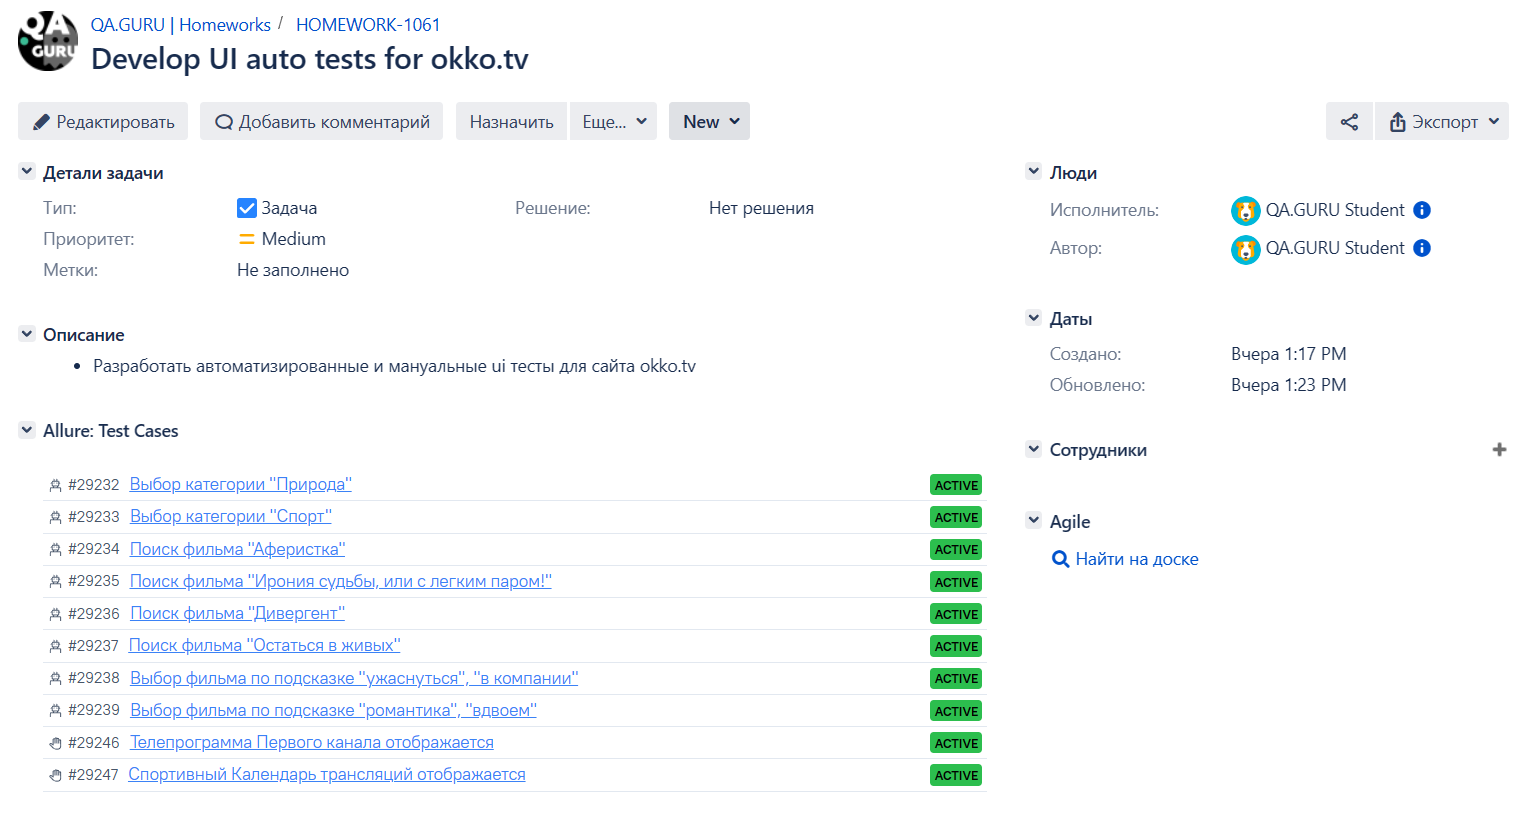 QA
GURU
QA.GURU | Homeworks / HOMEWORK-1061
Develop UI auto tests for okko.tv
Редактировать Добавить комментарий Назначить Еще... New Экспорт
Детали задачи
Тип: Задача Решение: Нет решения
Приоритет: Medium
Метки: Не заполнено
Описание
• Разработать автоматизированные и мануальные ui тесты для сайта okko.tv
Allure: Test Cases
#29232 Выбор категории "Природа" ACTIVE
#29233 Выбор категории "Спорт" ACTIVE
#29234 Поиск фильма "Аферистка" ACTIVE
#29235 Поиск фильма "Ирония судьбы, или с легким паром!" ACTIVE
#29236 Поиск фильма "Дивергент" ACTIVE
#29237 Поиск фильма "Остаться в живых" ACTIVE
#29238 Выбор фильма по подсказке "ужаснуться", "в компании" ACTIVE
#29239 Выбор фильма по подсказке "романтика", "вдвоем" ACTIVE
#29246 Телепрограмма Первого канала отображается ACTIVE
#29247 Спортивный Календарь трансляций отображается ACTIVE
Люди
Исполнитель: QA.GURU Student
Автор: QA.GURU Student
Даты
Создано: Вчера 1:17 PM
Обновлено: Вчера 1:23 PM
Сотрудники
Agile
Найти на доске